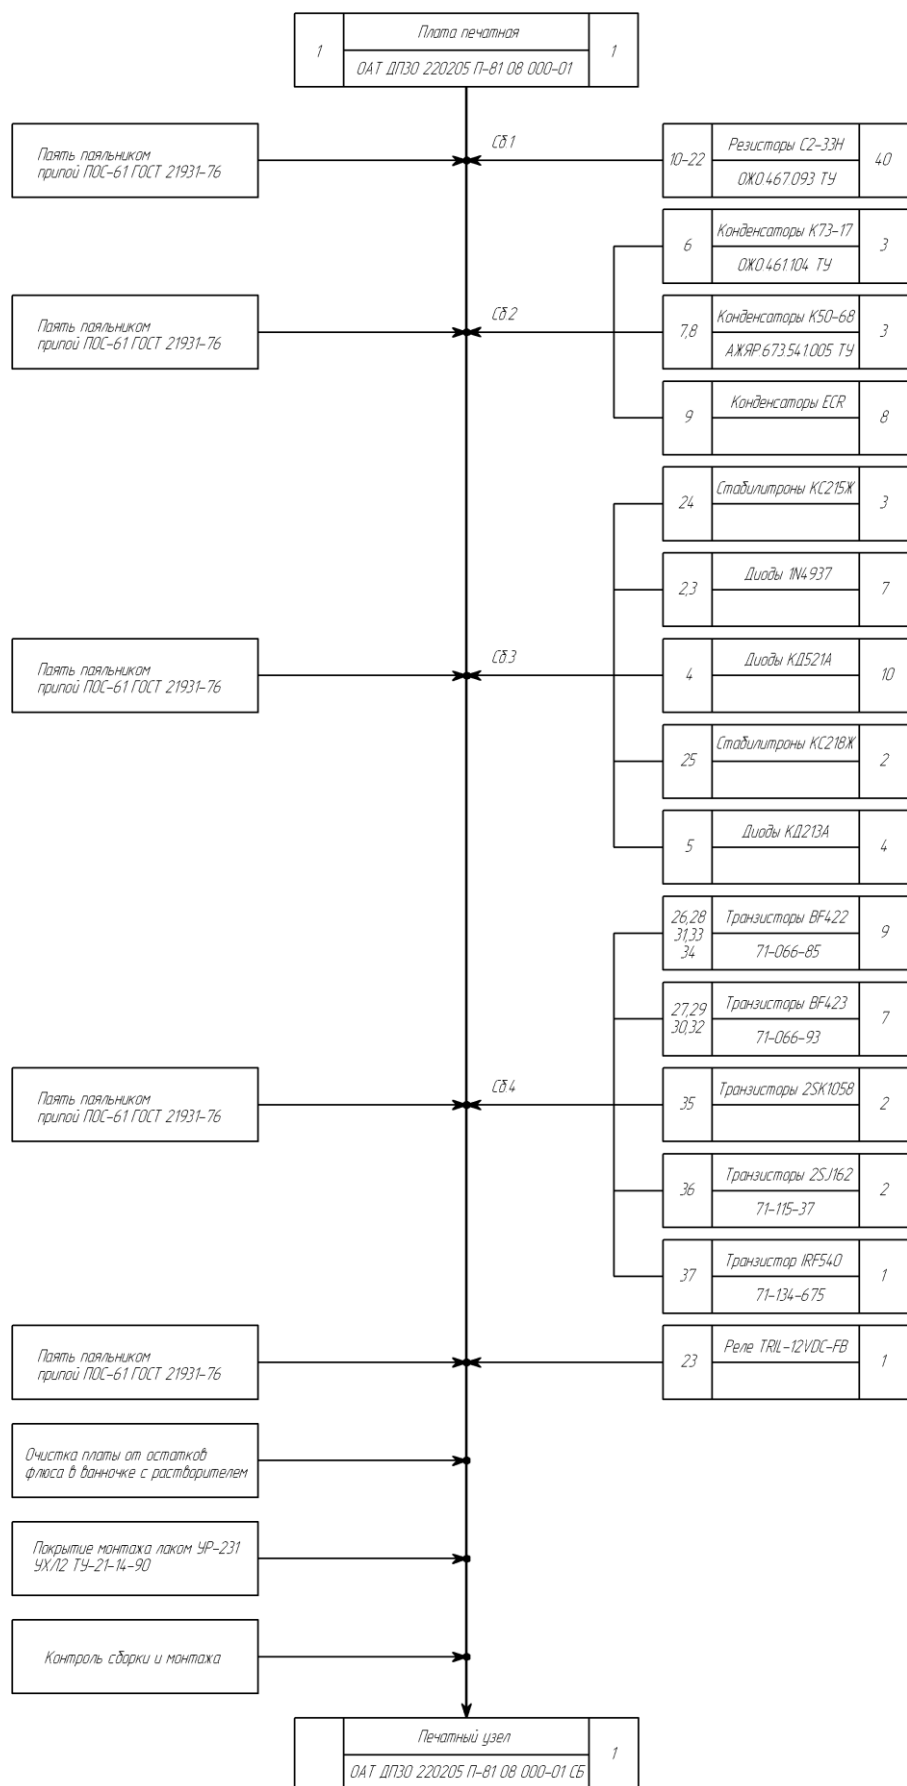 1
Плата печатная
ОАТ ДПЗО 220205 П-81 08 000-01
1
Паять паяльником
припой ПОС-61 ГОСТ 21931-76
Сб.1
10-22
Резисторы С2-33Н
ОЖ0.467.093 ТУ
40
6
Конденсаторы К73-17
ОЖ0.461.104 ТУ
3
Паять паяльником
припой ПОС-61 ГОСТ 21931-76
Сб.2
7,8
Конденсаторы К50-68
АЖЯР.673.541.005 ТУ
3
9
Конденсаторы ECR
8
24
Стабилитроны КС215Ж
3
2,3
Диоды 1N4937
7
Паять паяльником
припой ПОС-61 ГОСТ 21931-76
Сб.3
4
Диоды КД521А
10
25
Стабилитроны КС218Ж
2
5
Диоды КД213А
4
26,28
31,33
34
Транзисторы BF422
71-066-85
9
27,29
30,32
Транзисторы BF423
71-066-93
7
Паять паяльником
припой ПОС-61 ГОСТ 21931-76
Сб.4
35
Транзисторы 2SK1058
2
36
Транзисторы 2SJ162
71-115-37
2
37
Транзистор IRF540
71-134-675
1
Паять паяльником
припой ПОС-61 ГОСТ 21931-76
23
Реле TRIL-12VDC-FB
1
Очистка платы от остатков
флюса в ванночке с растворителем
Покрытие монтажа лаком УР-231
УХЛ2 ТУ-21-14-90
Контроль сборки и монтажа
Печатный узел
ОАТ ДПЗО 220205 П-81 08 000-01 СБ
1